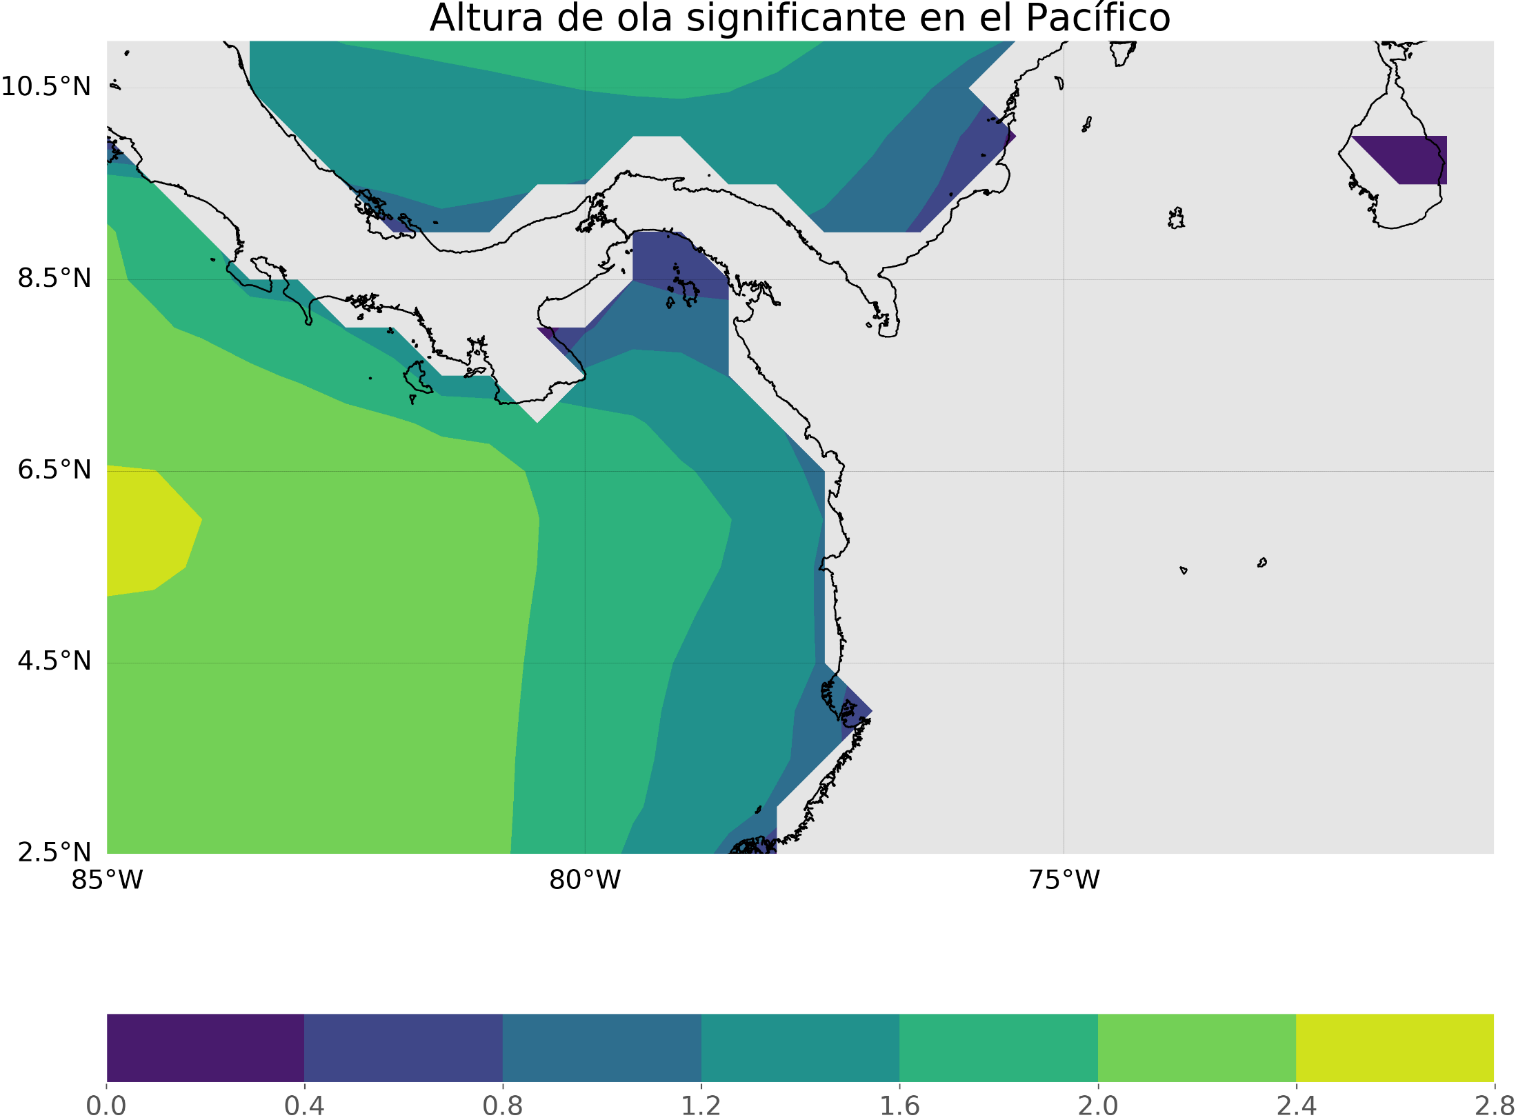 Altura de ola significante en el Pacífico
10.5°N
8.5°N
6.5°N
4.5°N
2.5°N
85°W 80°W 75°W
0.0 0.4 0.8 1.2 1.6 2.0 2.4 2.8